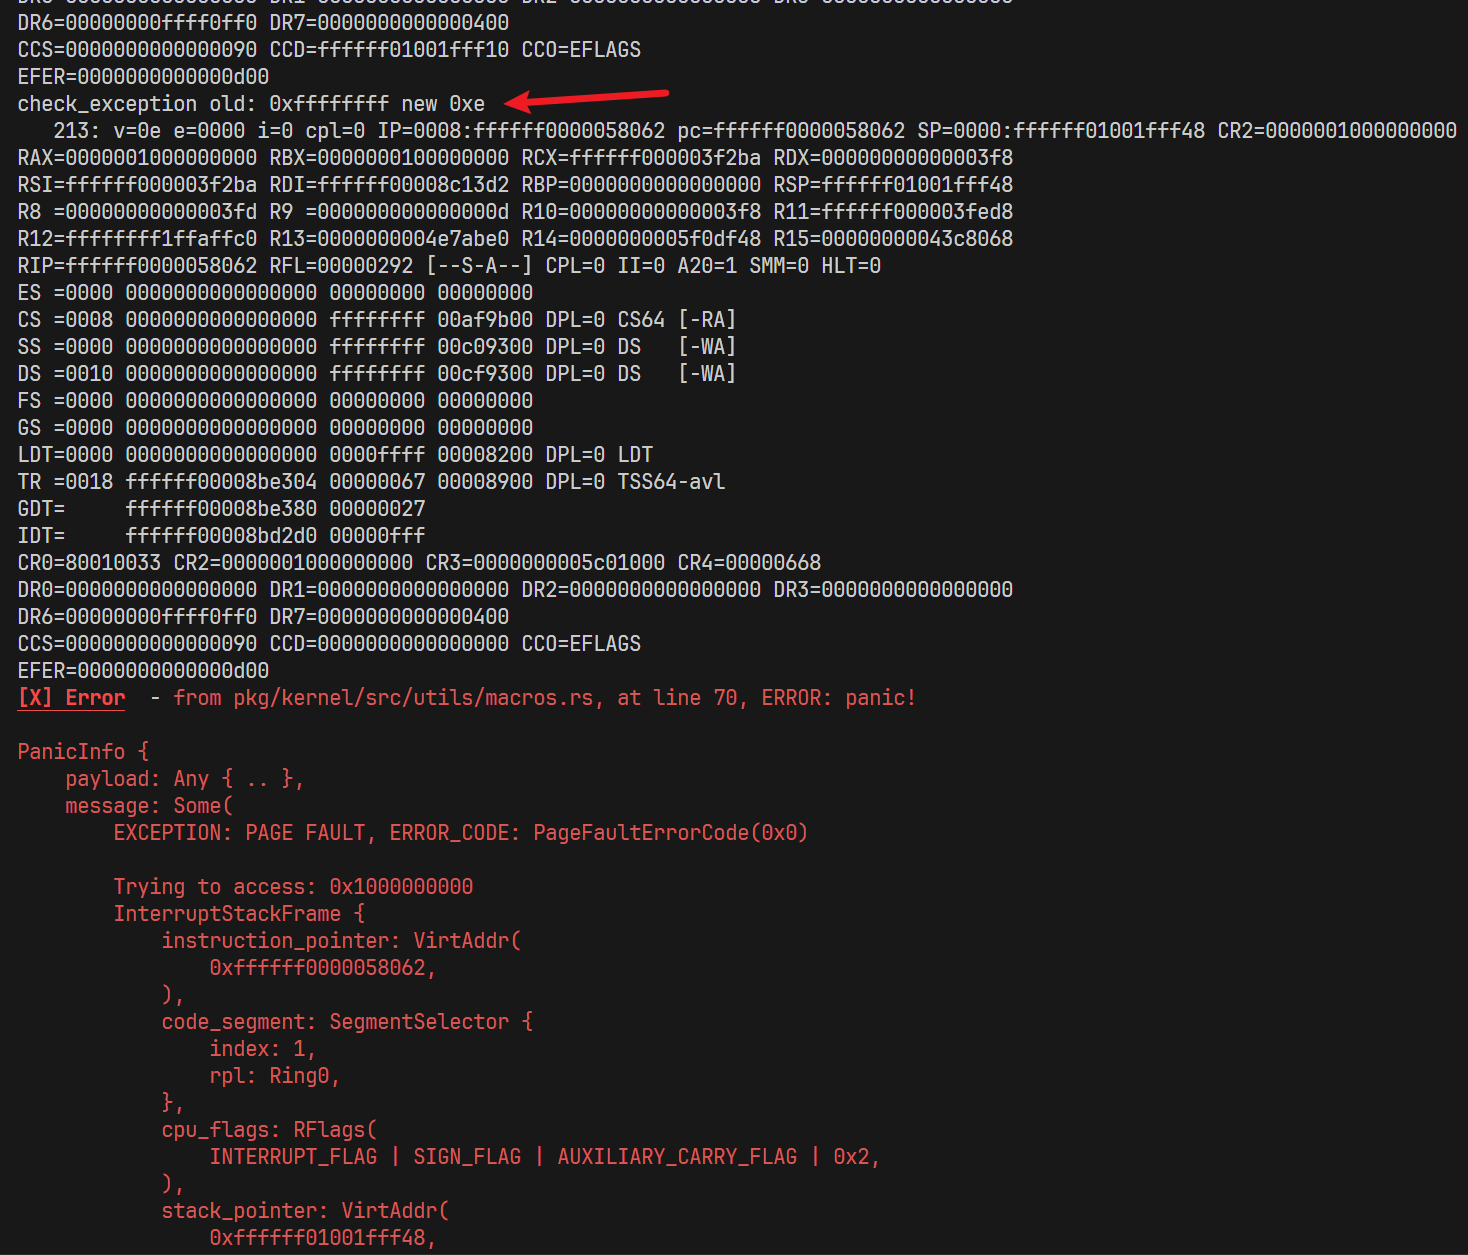 DR6=00000000ffff0ff0 DR7=0000000000000400
CCS=0000000000000090 CCD=ffffff01001fff10 CCO=EFLAGS
EFER=0000000000000d00
check_exception old: 0xffffffff new 0xe
213: v=0e e=0000 i=0 cpl=0 IP=0008:ffffff0000058062 pc=ffffff0000058062 SP=0000:ffffff01001fff48 CR2=0000001000000000
RAX=0000001000000000 RBX=0000000100000000 RCX=ffffff000003f2ba RDX=00000000000003f8
RSI=ffffff000003f2ba RDI=ffffff00008c13d2 RBP=0000000000000000 RSP=ffffff01001fff48
R8 =00000000000003fd R9 =000000000000000d R10=00000000000003f8 R11=ffffff000003fed8
R12=ffffffff1ffaffc0 R13=0000000004e7abe0 R14=0000000005f0df48 R15=00000000043c8068
RIP=ffffff0000058062 RFL=00000292 [--S-A--] CPL=0 II=0 A20=1 SMM=0 HLT=0
ES =0000 0000000000000000 00000000 00000000
CS =0008 0000000000000000 ffffffff 00af9b00 DPL=0 CS64 [-RA]
SS =0000 0000000000000000 ffffffff 00c09300 DPL=0 DS   [-WA]
DS =0010 0000000000000000 ffffffff 00cf9300 DPL=0 DS   [-WA]
FS =0000 0000000000000000 00000000 00000000
GS =0000 0000000000000000 00000000 00000000
LDT=0000 0000000000000000 0000ffff 00008200 DPL=0 LDT
TR =0018 ffffff00008be304 00000067 00008900 DPL=0 TSS64-avl
GDT=     ffffff00008be380 00000027
IDT=     ffffff00008bd2d0 00000fff
CR0=80010033 CR2=0000001000000000 CR3=0000000005c01000 CR4=00000668
DR0=0000000000000000 DR1=0000000000000000 DR2=0000000000000000 DR3=0000000000000000
DR6=00000000ffff0ff0 DR7=0000000000000400
CCS=0000000000000090 CCD=0000000000000000 CCO=EFLAGS
EFER=0000000000000d00
[X] Error  - from pkg/kernel/src/utils/macros.rs, at line 70, ERROR: panic!
PanicInfo {
payload: Any { .. },
message: Some(
EXCEPTION: PAGE FAULT, ERROR_CODE: PageFaultErrorCode(0x0)
Trying to access: 0x1000000000
InterruptStackFrame {
instruction_pointer: VirtAddr(
0xffffff0000058062,
),
code_segment: SegmentSelector {
index: 1,
rpl: Ring0,
},
cpu_flags: RFlags(
INTERRUPT_FLAG | SIGN_FLAG | AUXILIARY_CARRY_FLAG | 0x2,
),
stack_pointer: VirtAddr(
0xffffff01001fff48,